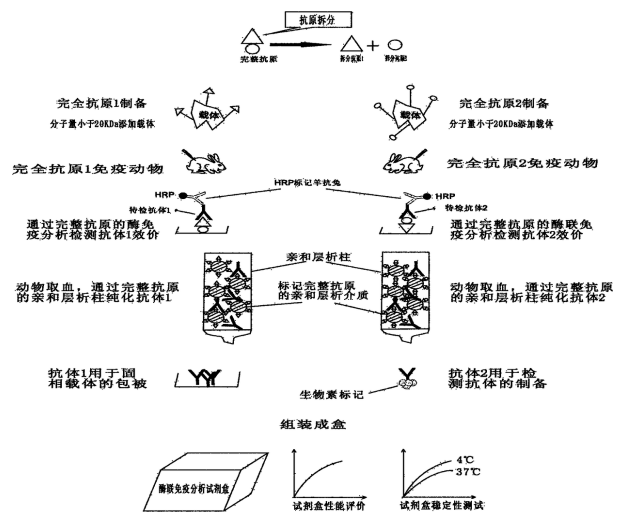 抗原拆分
完整抗原
拆分抗原1
拆分抗原2
完全抗原1制备
分子量小于20KDa添加载体
载体
载体
完全抗原2制备
分子量小于20KDa添加载体
完全抗原1免疫动物
完全抗原2免疫动物
HRP标记羊抗兔
HRP
HRP
特检抗体1
特检抗体2
通过完整抗原的酶联免
疫分析检测抗体1效价
通过完整抗原的酶联免
疫分析检测抗体2效价
亲和层析柱
动物取血，通过完整抗原
的亲和层析柱纯化抗体1
标记完整抗原
的亲和层析介质
动物取血，通过完整抗原
的亲和层析柱纯化抗体2
抗体1用于固
相载体的包被
抗体2用于检
测抗体的制备
生物素标记
组装成盒
酶联免疫分析试剂盒
试剂盒性能评价
4℃
37℃
试剂盒稳定性测试